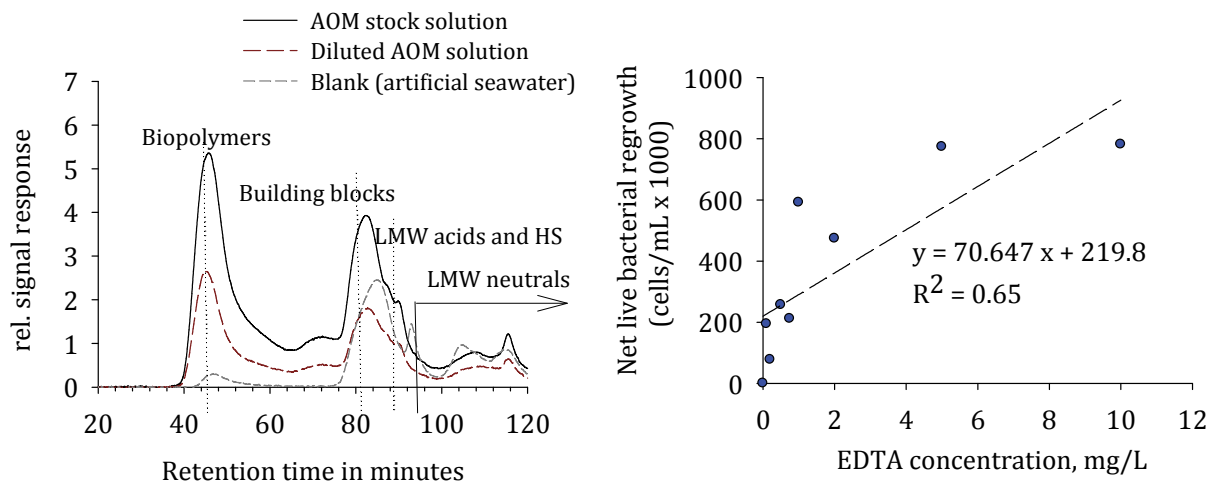 AOM stock solution
Diluted AOM solution
Blank (artificial seawater)
rel. signal response
7
6
5
4
3
2
1
0
Biopolymers
Building blocks
LMW acids and HS
LMW neutrals
20 40 60 80 100 120
Retention time in minutes
Net live bacterial regrowth
(cells/mL x 1000)
1000
800
600
400
200
0
y = 70.647 x + 219.8
R² = 0.65
0 2 4 6 8 10 12
EDTA concentration, mg/L